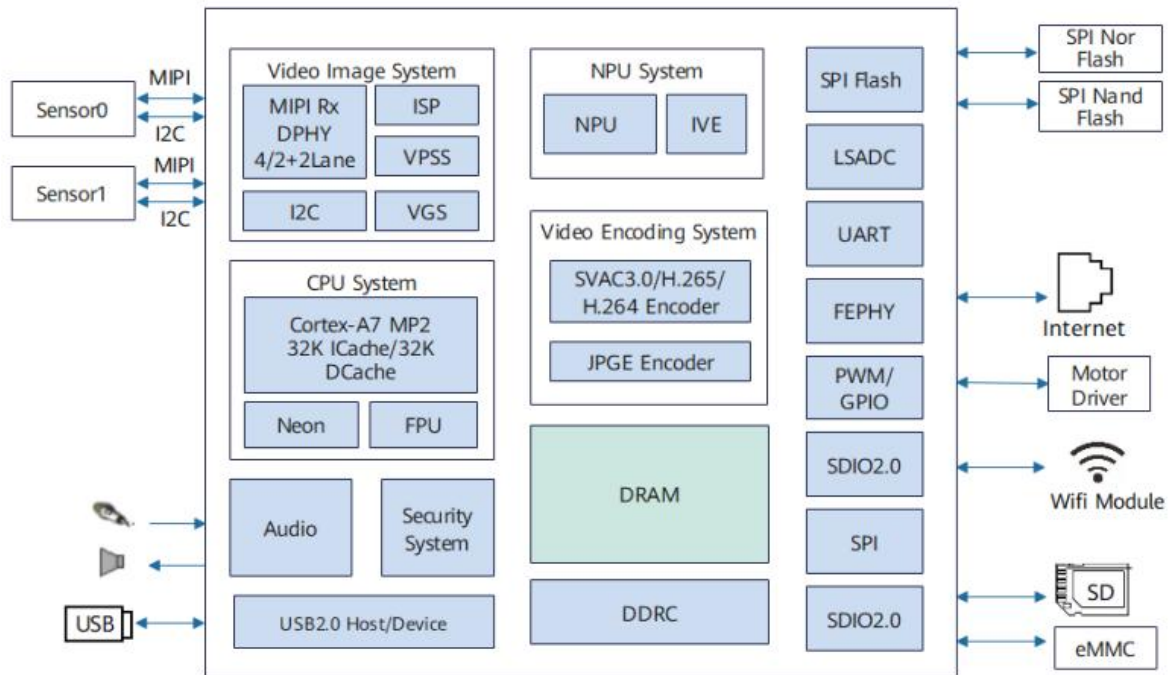 MIPI
Sensor0
I2C
MIPI
Sensor1
I2C
USB
Video Image System
MIPI Rx
DPHY
4/2+2Lane
ISP
VPSS
I2C
VGS
CPU System
Cortex-A7 MP2
32K ICache/32K
DCache
Neon
FPU
Audio
Security
System
USB2.0 Host/Device
NPU System
NPU
IVE
Video Encoding System
SVAC3.0/H.265/
H.264 Encoder
JPGE Encoder
DRAM
DDRC
SPI Flash
LSADC
UART
FEPHY
PWM/
GPIO
SDIO2.0
SPI
SDIO2.0
SPI Nor
Flash
SPI Nand
Flash
Internet
Motor
Driver
Wifi Module
SD
eMMC